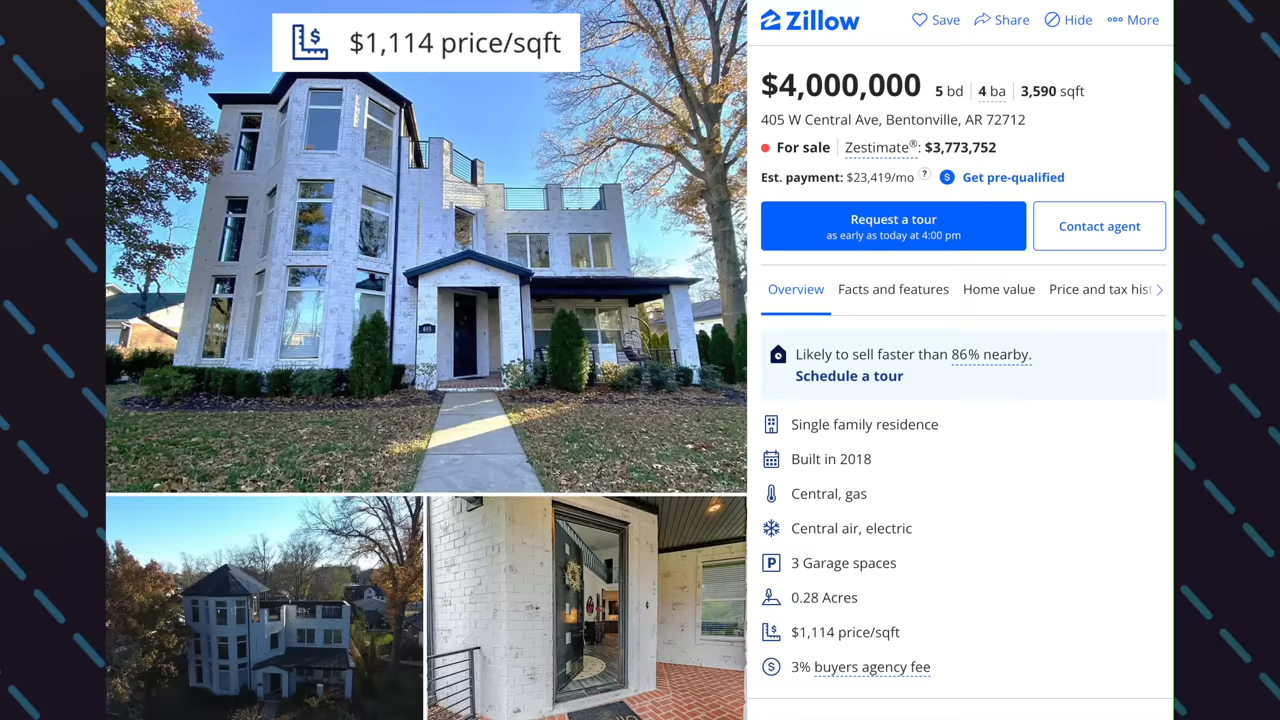 $1,114 price/sqft
405
Zillow
Save Share Hide More
$4,000,000 5 bd 4 ba 3,590 sqft
405 W Central Ave, Bentonville, AR 72712
For sale Zestimate®: $3,773,752
Est. payment: $23,419/mo ? $ Get pre-qualified
Request a tour
as early as today at 4:00 pm
Contact agent
Overview Facts and features Home value Price and tax hist
Likely to sell faster than 86% nearby.
Schedule a tour
Single family residence
Built in 2018
Central, gas
Central air, electric
P 3 Garage spaces
0.28 Acres
$ $1,114 price/sqft
$ 3% buyers agency fee